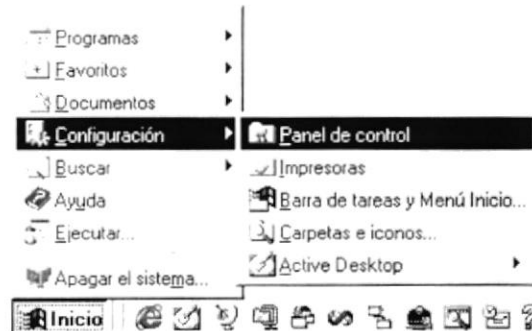 Programas
Favoritos
Documentos
Configuración
Panel de control
Buscar
Impresoras
Ayuda
Barra de tareas y Menú Inicio...
Ejecutar...
Carpetas e iconos...
Apagar el sistema...
Active Desktop
Inicio